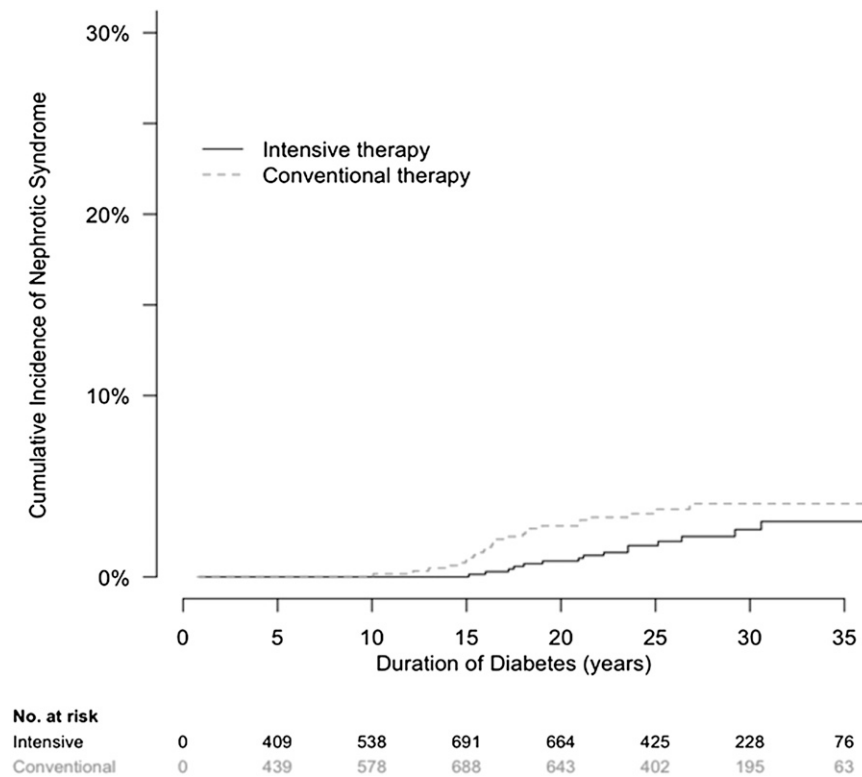 Cumulative Incidence of Nephrotic Syndrome
30%
20%
10%
0%
Intensive therapy
Conventional therapy
0 5 10 15 20 25 30 35
Duration of Diabetes (years)
No. at risk
Intensive 0 409 538 691 664 425 228 76
Conventional 0 439 578 688 643 402 195 63